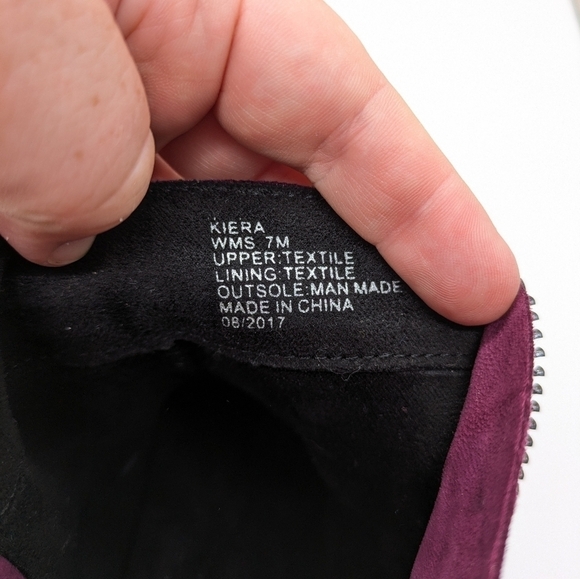 KIERA
WMS 7M
UPPER:TEXTILE
LINING:TEXTILE
OUTSOLE:MAN MADE
MADE IN CHINA
08/2017